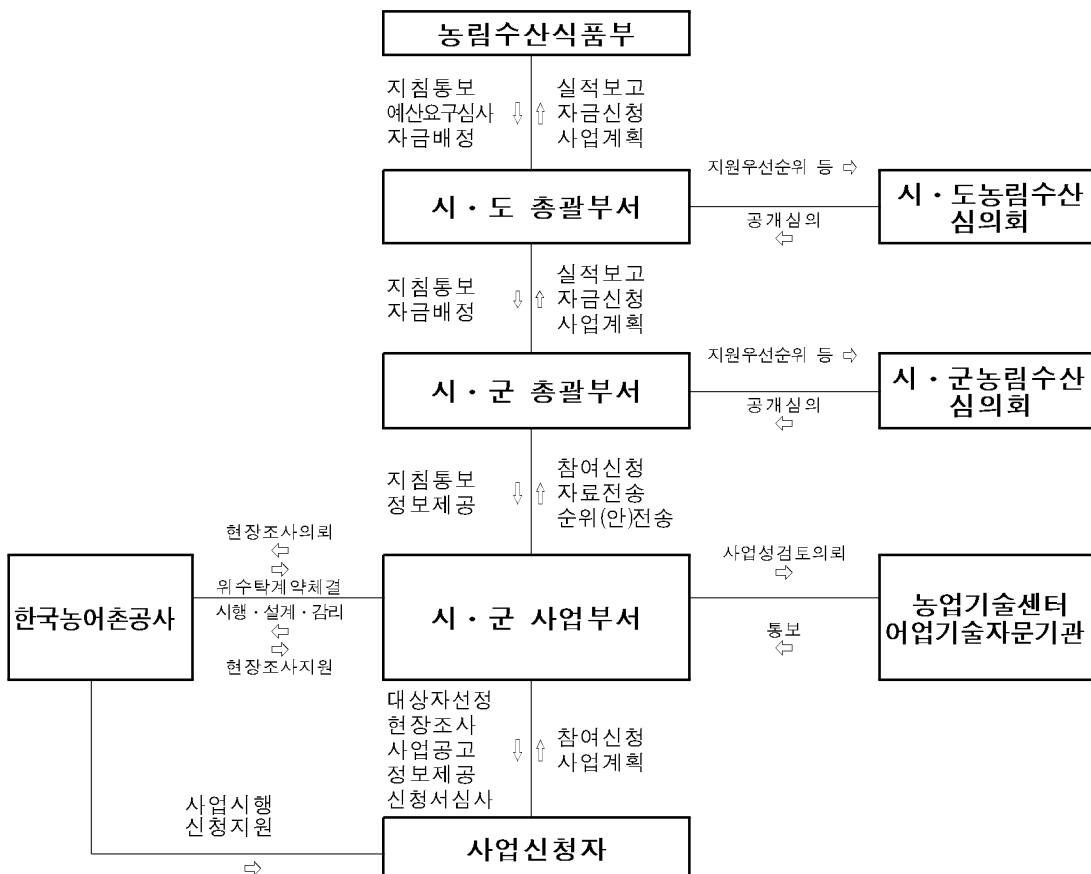 농림수산식품부
지침통보
예산요구심사
자금배정
⇩ ⇧
실적보고
자금신청
사업계획
시・도 총괄부서
지원우선순위 등 ⇨
공개심의
⇦
시・도농림수산
심의회
지침통보
자금배정
⇩ ⇧
실적보고
자금신청
사업계획
시・군 총괄부서
지원우선순위 등 ⇨
공개심의
⇦
시・군농림수산
심의회
지침통보
정보제공
⇩ ⇧
참여신청
자료전송
순위(안)전송
한국농어촌공사
현장조사의뢰
⇦
⇨
위수탁계약체결
시행・설계・감리
⇦
⇨
현장조사지원
시・군 사업부서
사업성검토의뢰
⇨
통보
⇦
농업기술센터
어업기술자문기관
대상자선정
현장조사
사업공고
정보제공
신청서심사
⇩ ⇧
참여신청
사업계획
사업시행
신청지원
⇨
사업신청자